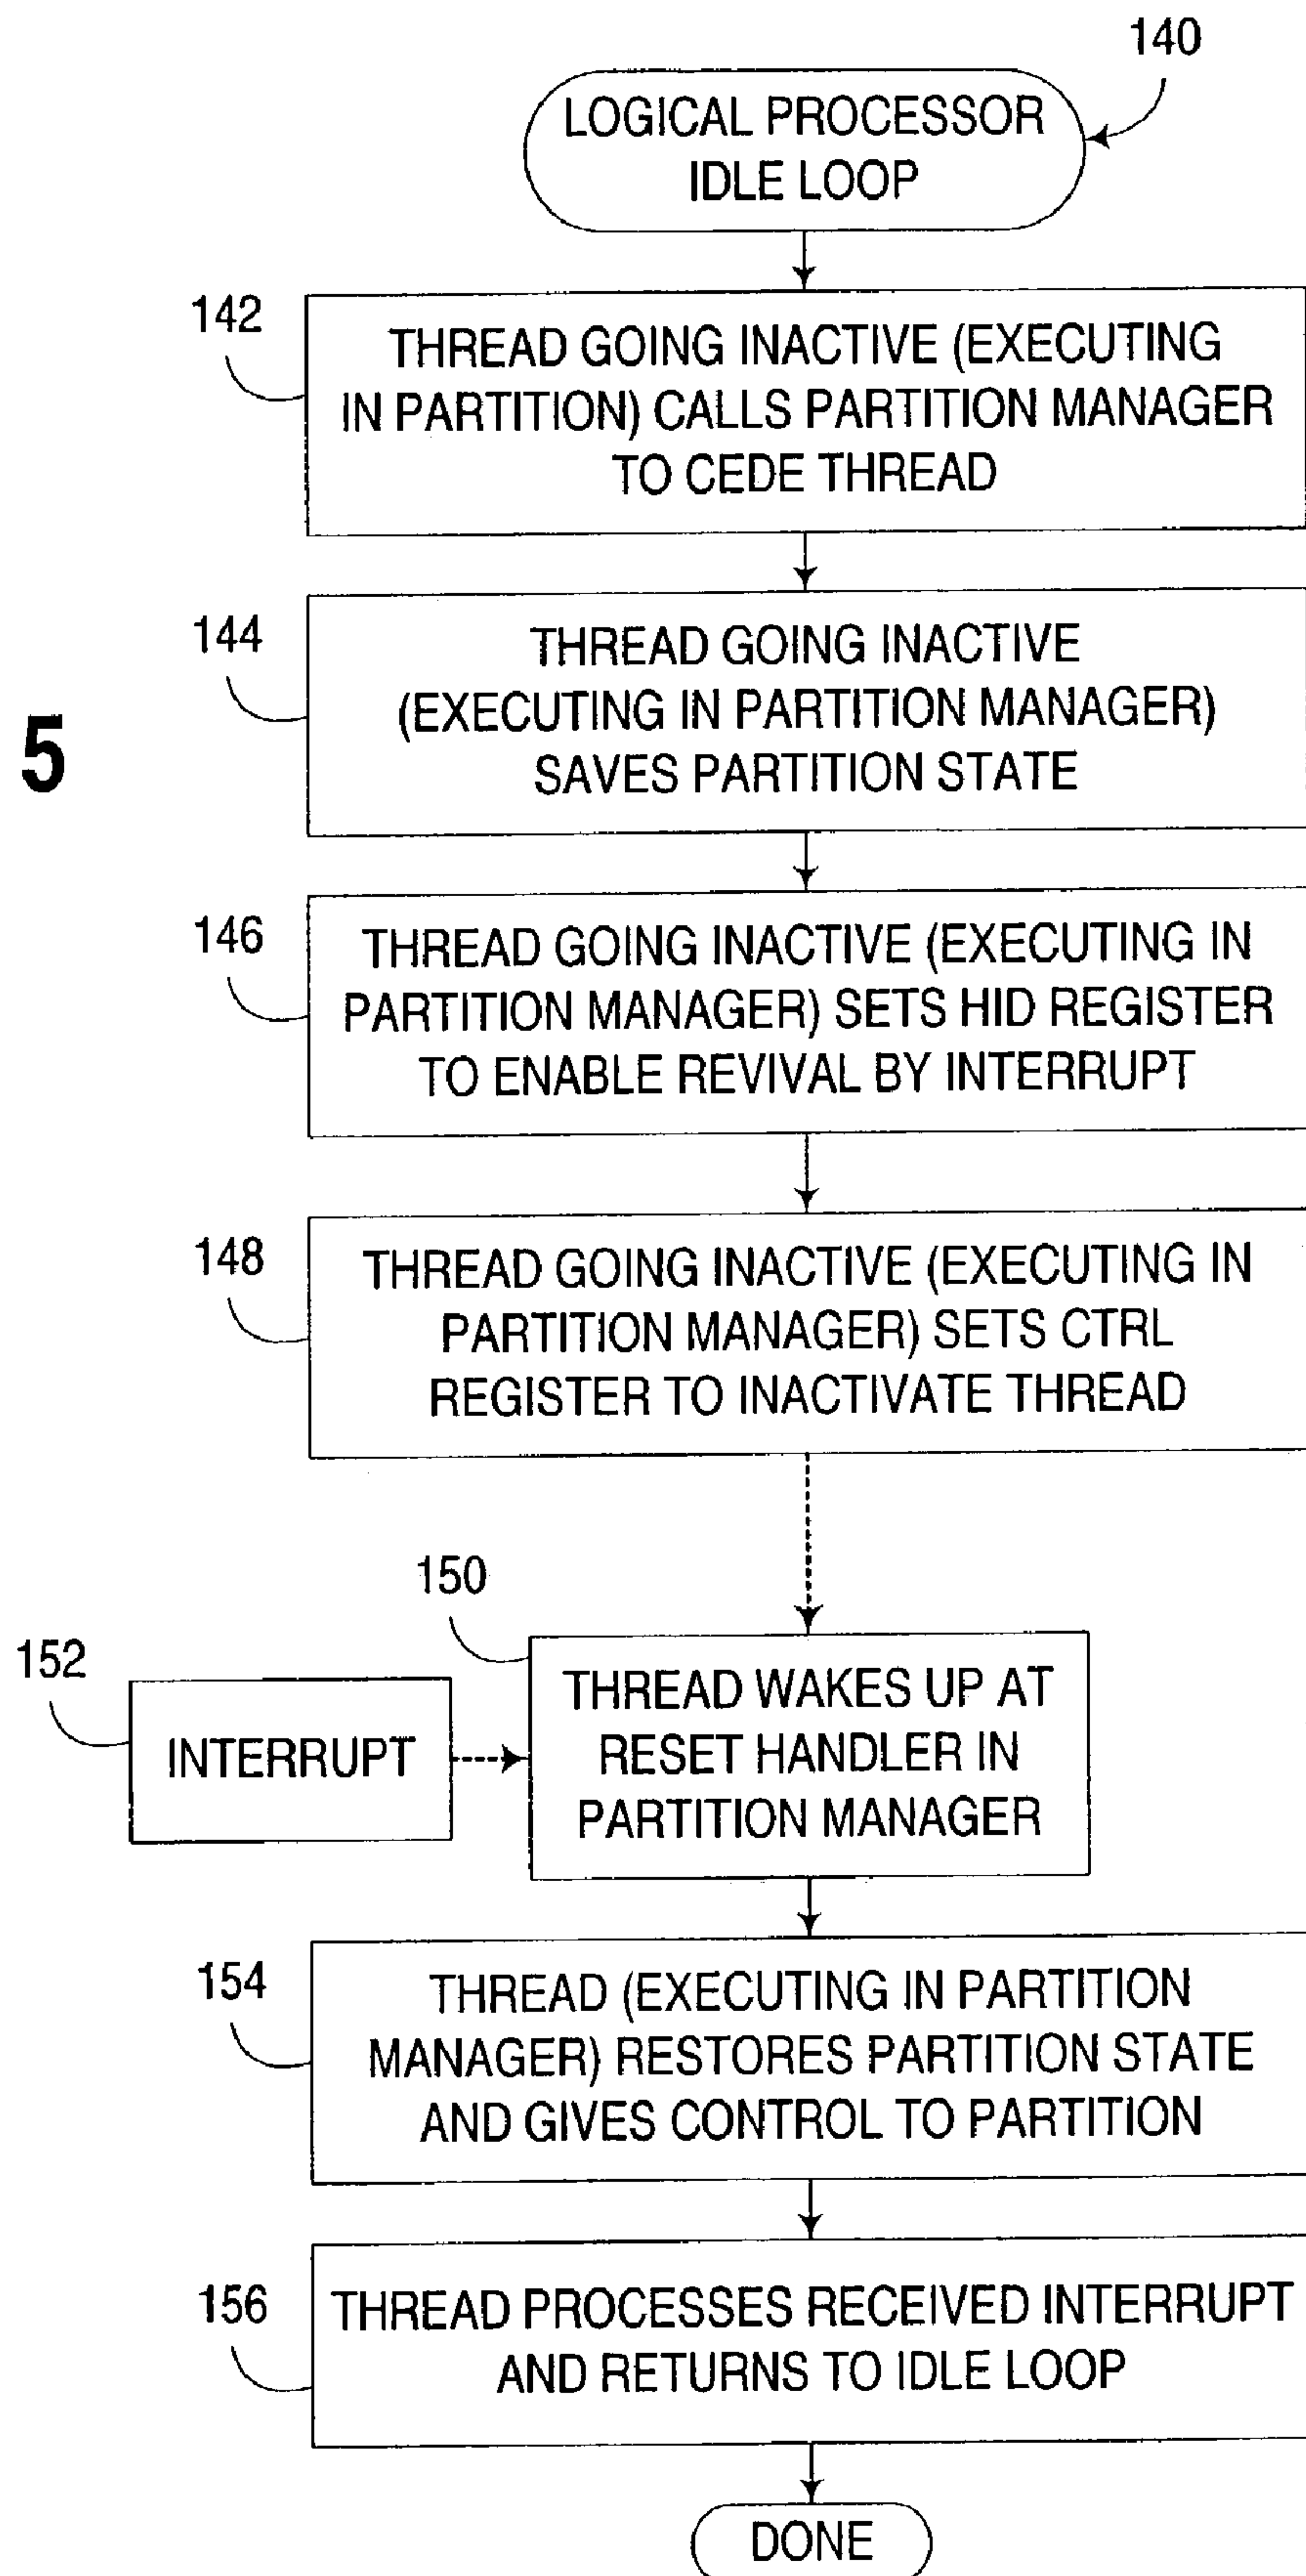 140
LOGICAL PROCESSOR
IDLE LOOP
142
THREAD GOING INACTIVE (EXECUTING
IN PARTITION) CALLS PARTITION MANAGER
TO CEDE THREAD
144
THREAD GOING INACTIVE
(EXECUTING IN PARTITION MANAGER)
SAVES PARTITION STATE
5
146
THREAD GOING INACTIVE (EXECUTING IN
PARTITION MANAGER) SETS HID REGISTER
TO ENABLE REVIVAL BY INTERRUPT
148
THREAD GOING INACTIVE (EXECUTING IN
PARTITION MANAGER) SETS CTRL
REGISTER TO INACTIVATE THREAD
150
152
INTERRUPT
THREAD WAKES UP AT
RESET HANDLER IN
PARTITION MANAGER
154
THREAD (EXECUTING IN PARTITION
MANAGER) RESTORES PARTITION STATE
AND GIVES CONTROL TO PARTITION
156
THREAD PROCESSES RECEIVED INTERRUPT
AND RETURNS TO IDLE LOOP
DONE